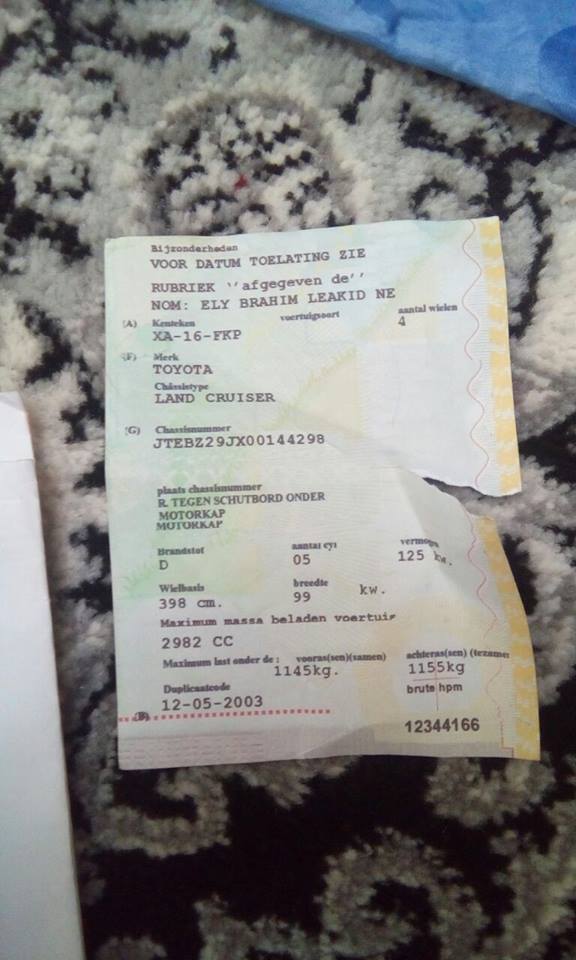 Bijzonderheden
VOOR DATUM TOELATING ZIE
RUBRIEK ''afgegeven de''
NOM: ELY BRAHIM LEAKID NE
(A) Kenteken voertuigsoort aantal wielen
XA-16-FKP 4
(F) Merk
TOYOTA
Châssistype
LAND CRUISER
(G) Chassisnummer
JTEBZ29JX00144298
plaats chassisnummer
R. TEGEN SCHUTBORD ONDER
MOTORKAP
MOTORKAP
Brandstof aantal cyl
D 05 125 kw.
Wielbasis breedte
398 cm. 99 kw.
Maximum massa beladen voertuig
2982 CC
Maximum last onder de : vooras(sen)(samen) achteras(sen) (tezamen
1145kg. 1155kg
Duplicaatcode brute hpm
12-05-2003
(B) 12344166